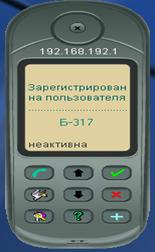 192.168.192.1
Зарегистрирован
на пользователя
Б-317
неактивна
?